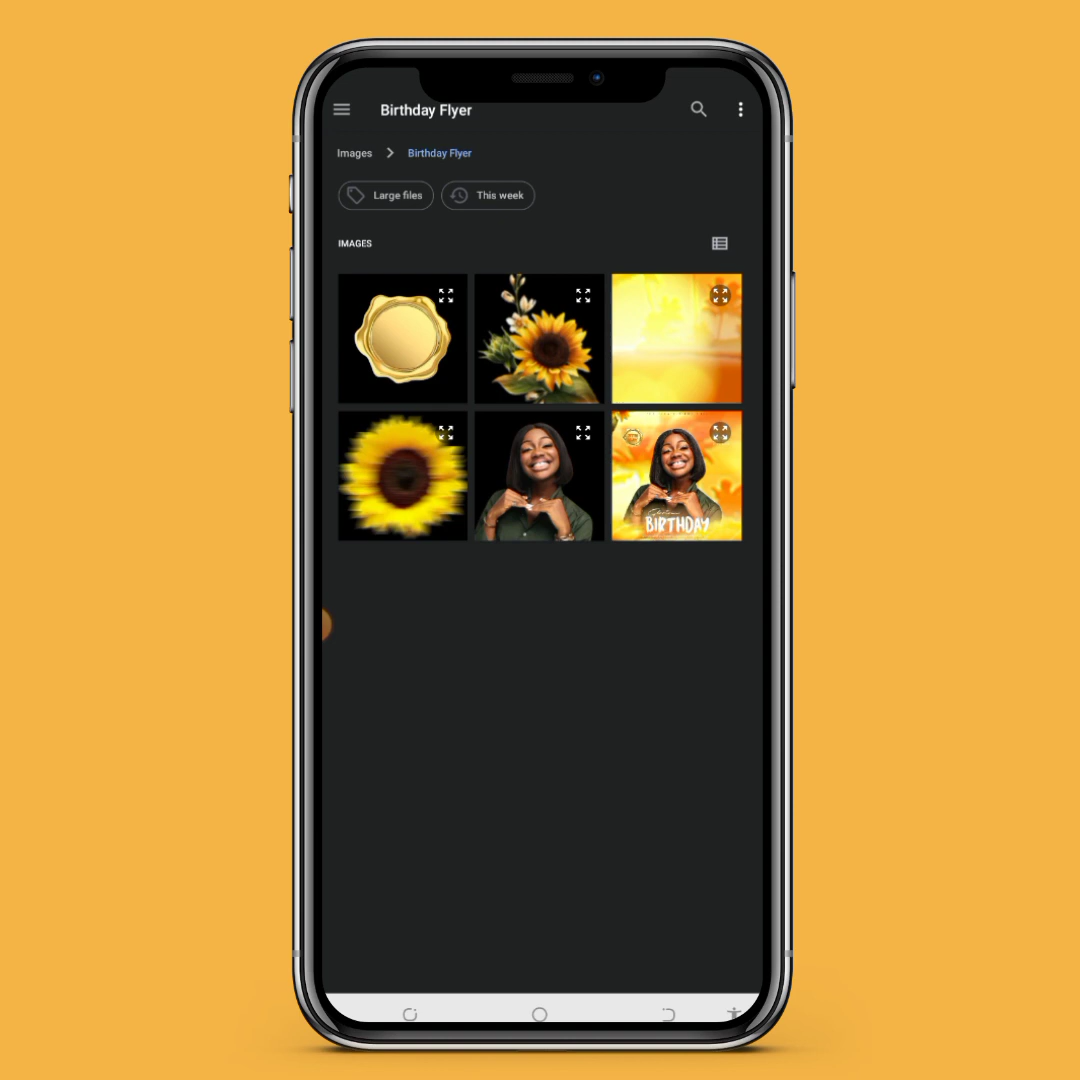 Birthday Flyer
Images
Birthday Flyer
Large files
This week
IMAGES
BIRTHDAY